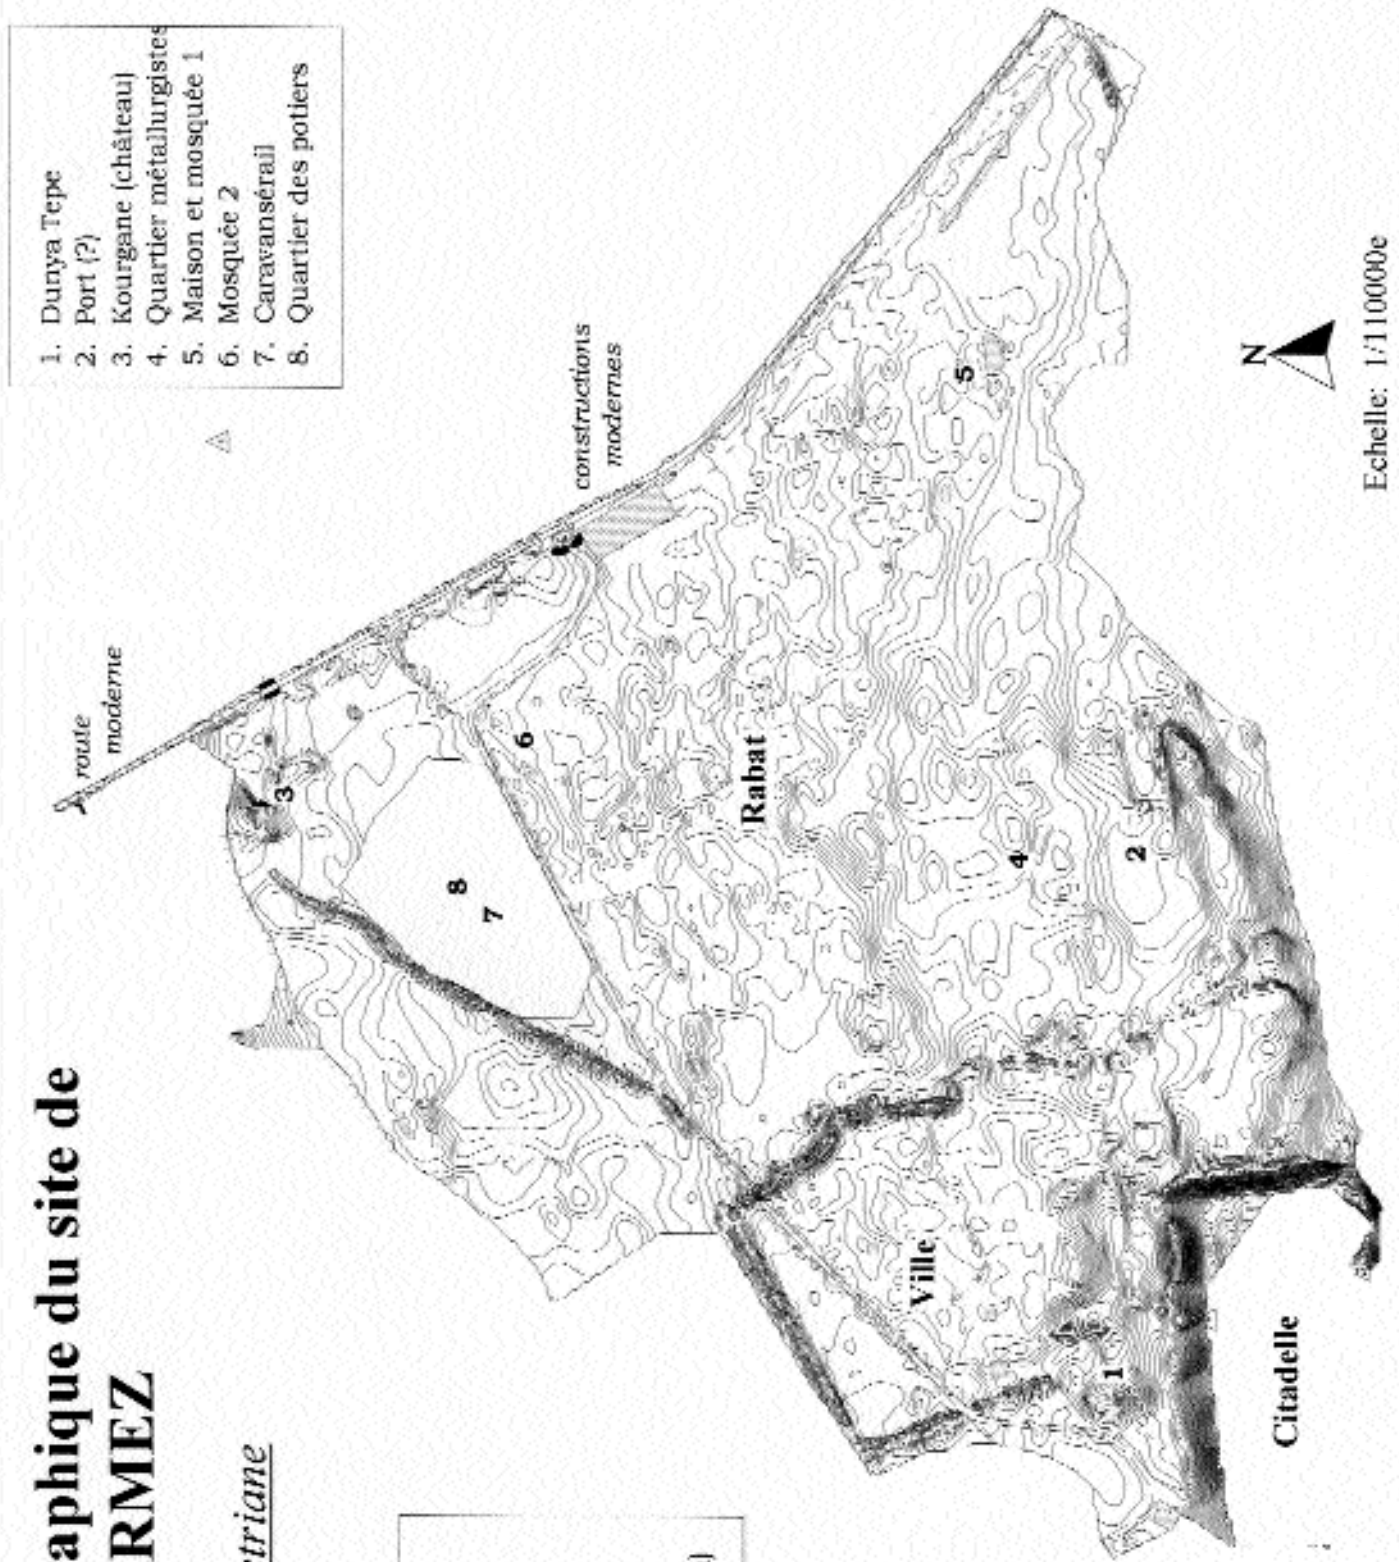 aphique du site de
RMEZ
triane
1. Dunya Tepe
2. Port (?)
3. Kourgane (château)
4. Quartier métallurgistes
5. Maison et mosquée 1
6. Mosquée 2
7. Caravansérail
8. Quartier des potiers
route
moderne
constructions
modernes
3
8
7
6
Rabat
5
4
2
Ville
1
Citadelle
N
Echelle: 1/110000e